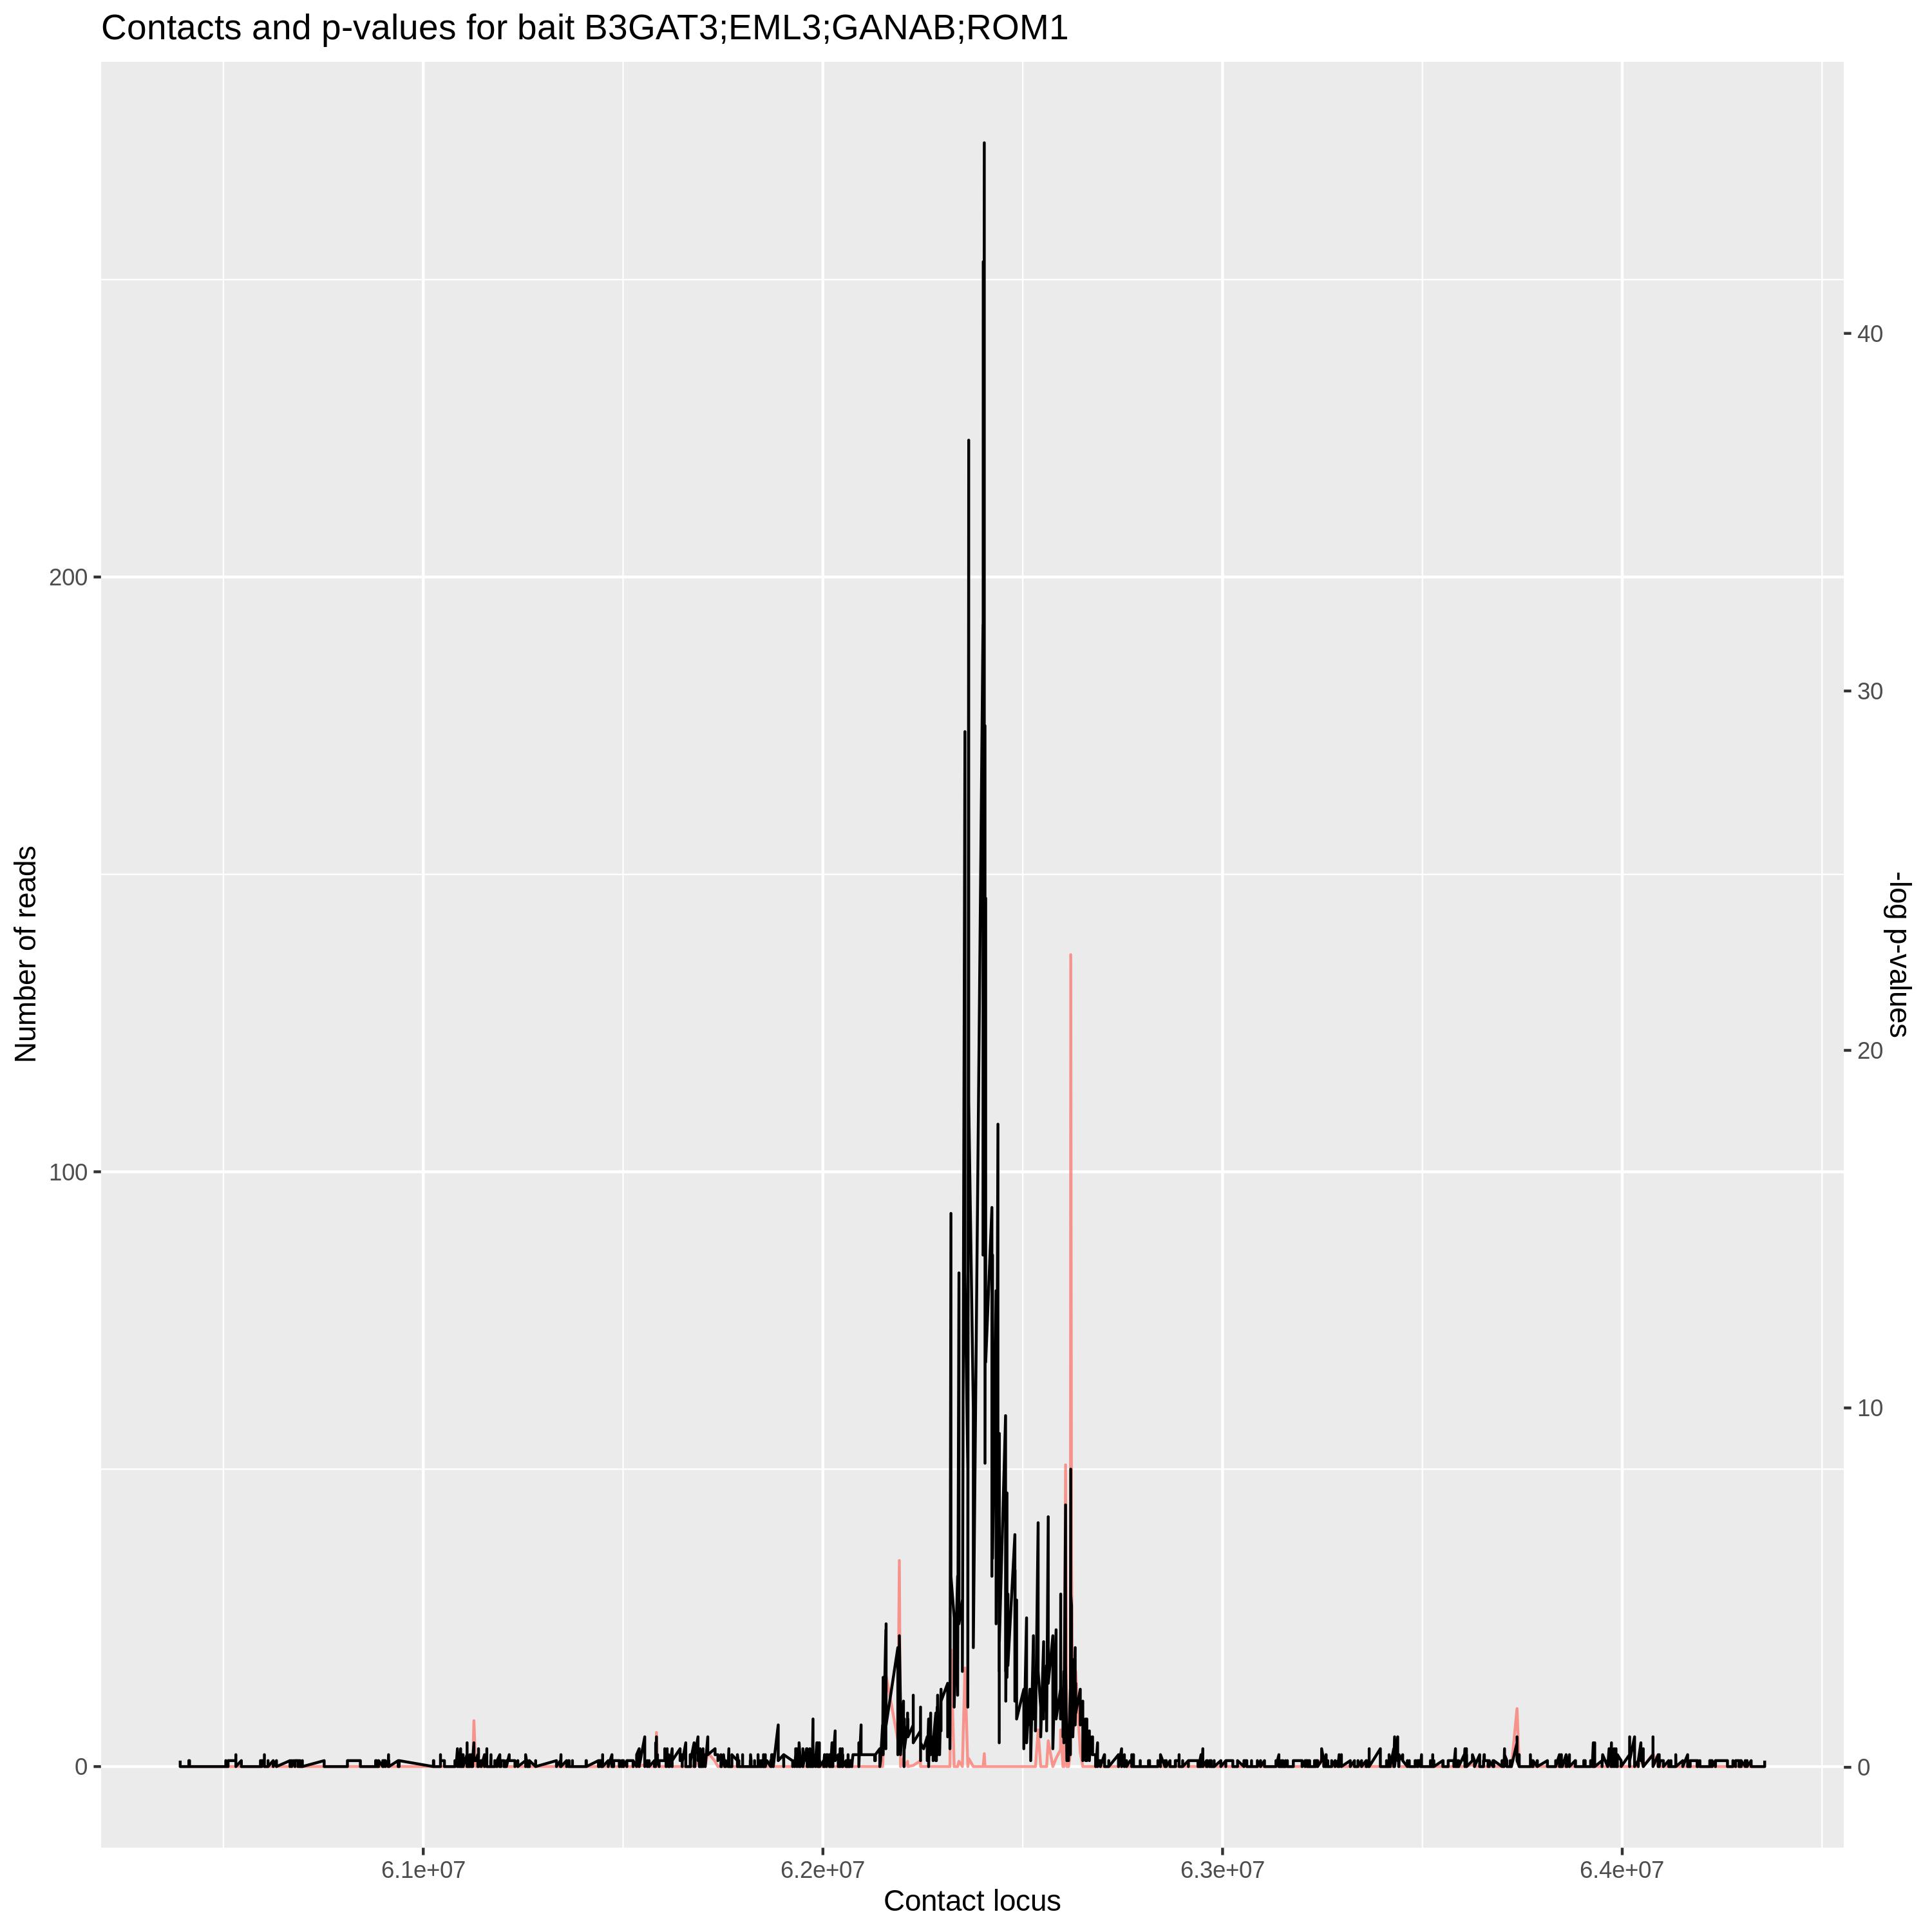 Contacts and p-values for bait B3GAT3;EML3;GANAB;ROM1
200
100
0
Number of reads
40
30
20
10
0
-log p-values
6.1e+07 6.2e+07 6.3e+07 6.4e+07
Contact locus